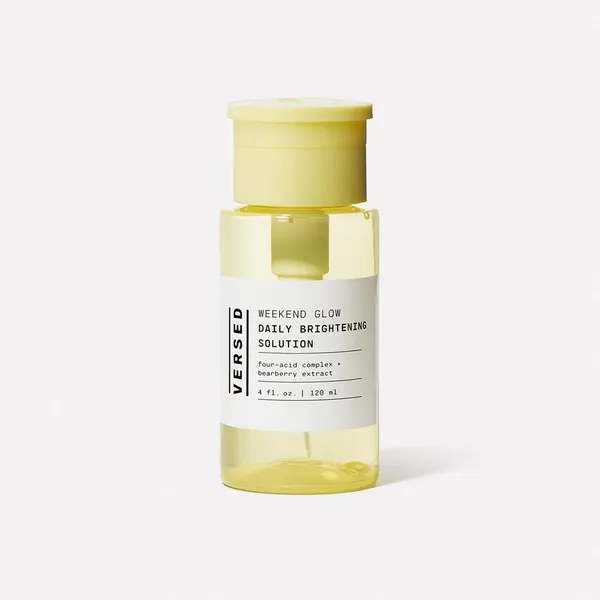 VERSED
WEEKEND GLOW
DAILY BRIGHTENING
SOLUTION
four-acid complex +
bearberry extract
4 fl. oz. | 120 ml